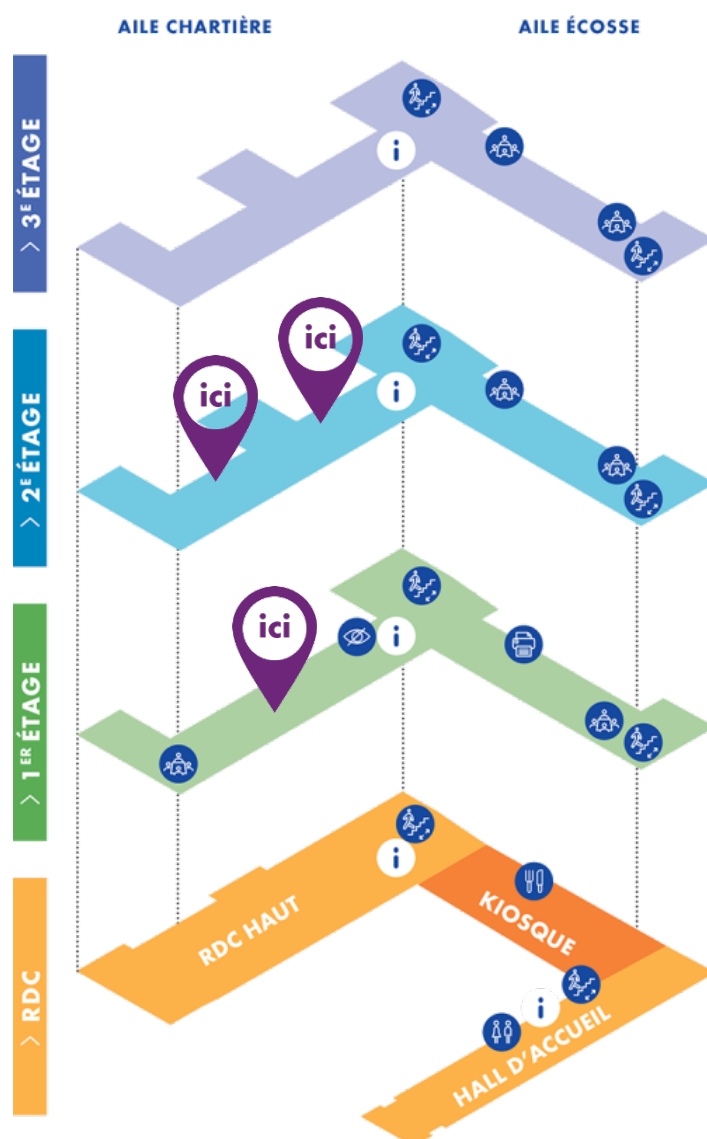 AILE CHARTIÈRE
AILE ÉCOSSE
> 3E ÉTAGE
i
> 2E ÉTAGE
ici
ici
i
> 1ER ÉTAGE
ici
i
> RDC
i
RDC HAUT
KIOSQUE
i
HALL D'ACCUEIL